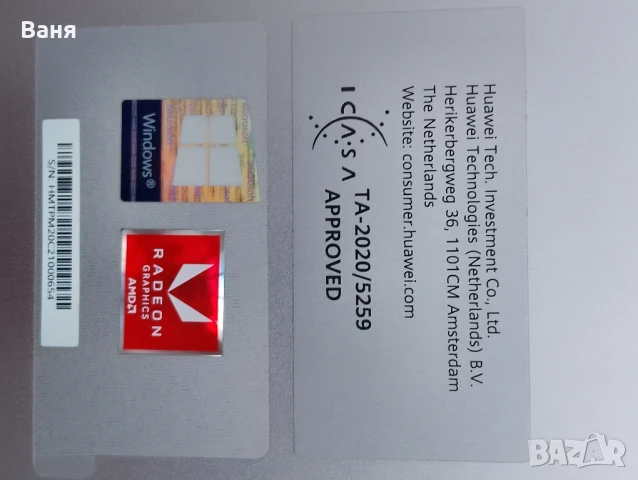 Ваня
Huawei Tech. Investment Co., Ltd.
Huawei Technologies (Netherlands) B.V.
Herikerbergweg 36, 1101CM Amsterdam
The Netherlands
Website: consumer.huawei.com
ICASA
TA-2020/5259
APPROVED
Windows®
S/N: HMTPM20C21000654
RADEON
GRAPHICS
AMD
BAZAR